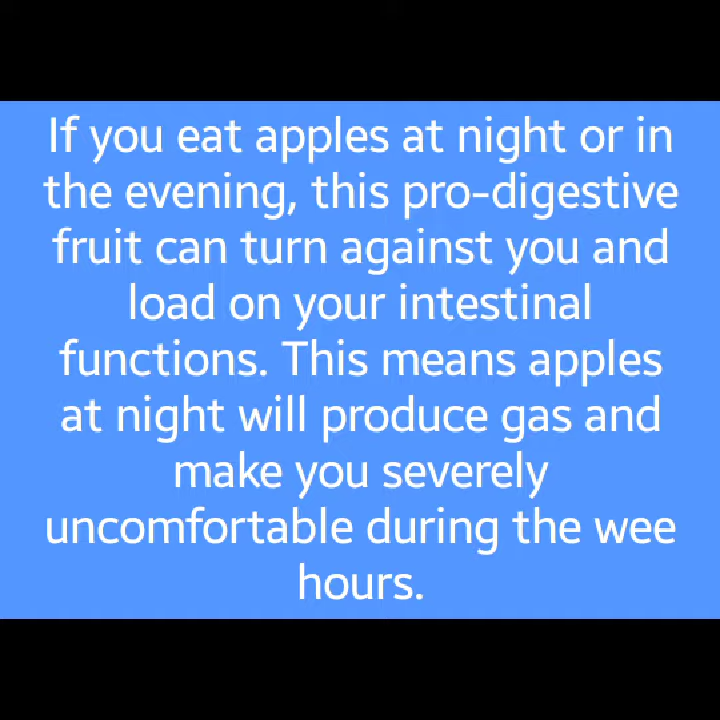 If you eat apples at night or in
the evening, this pro-digestive
fruit can turn against you and
load on your intestinal
functions. This means apples
at night will produce gas and
make you severely
uncomfortable during the wee
hours.